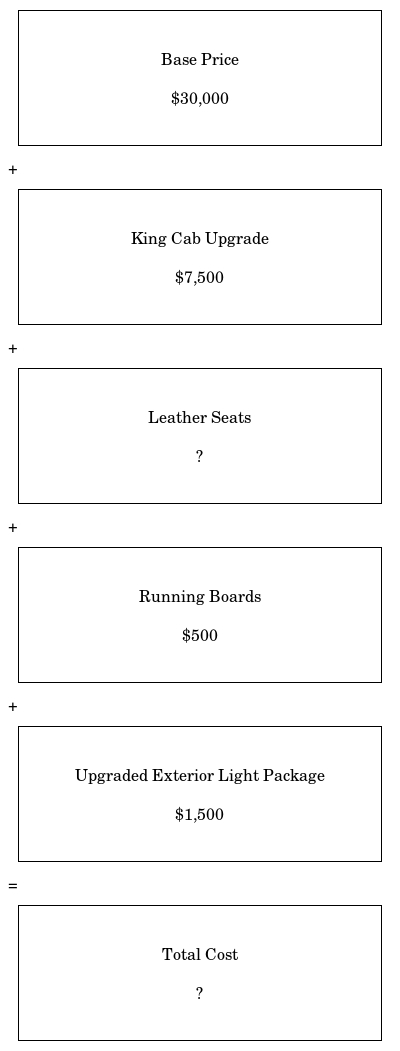 Base Price
$30,000
+
King Cab Upgrade
$7,500
+
Leather Seats
?
+
Running Boards
$500
+
Upgraded Exterior Light Package
$1,500
=
Total Cost
?